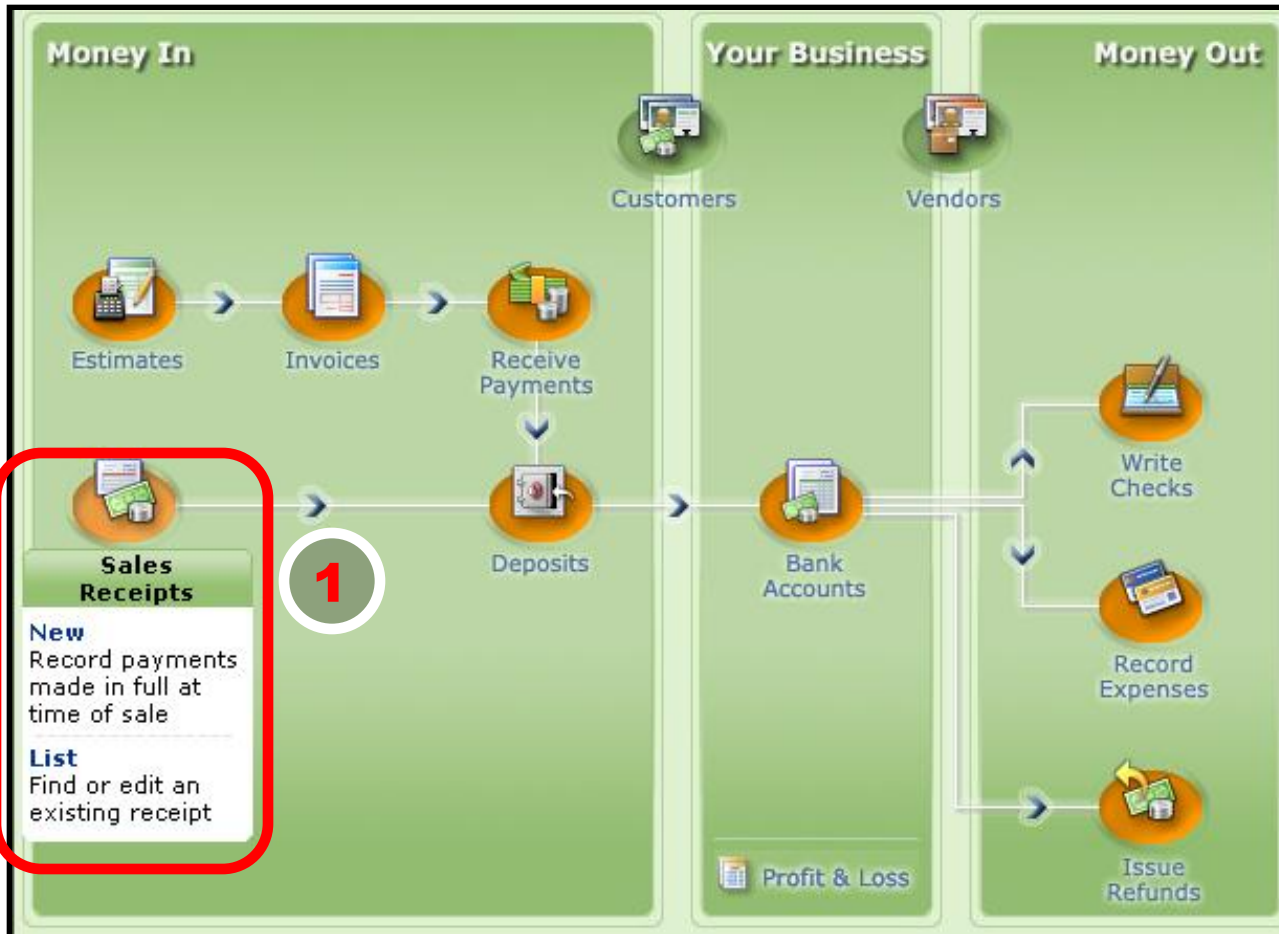 Money In
Your Business
Money Out
Customers
Vendors
Estimates
Invoices
Receive
Payments
Write
Checks
Sales
Receipts
1
Deposits
Bank
Accounts
New
Record payments
made in full at
time of sale
List
Find or edit an
existing receipt
Record
Expenses
Profit & Loss
Issue
Refunds